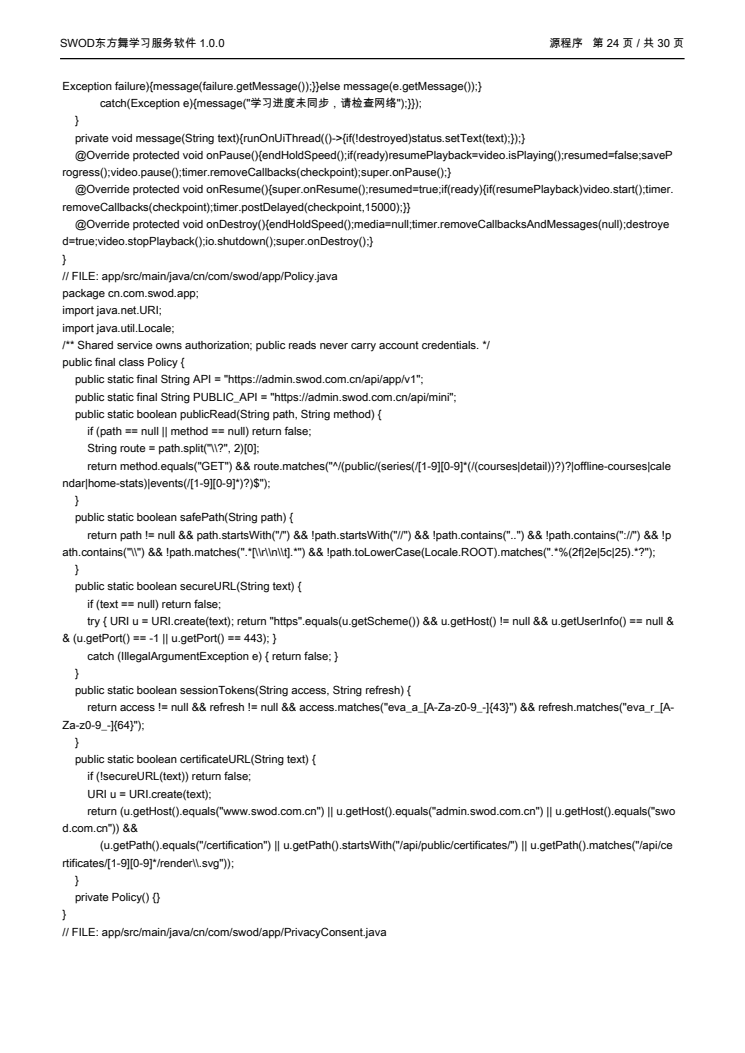 SWOD东方舞学习服务软件 1.0.0 源程序 第 24 页 / 共 30 页
Exception failure){message(failure.getMessage());}}else message(e.getMessage());}
catch(Exception e){message("学习进度未同步，请检查网络");}});
}
private void message(String text){runOnUiThread(()->{if(!destroyed)status.setText(text);});}
@Override protected void onPause(){endHoldSpeed();if(ready)resumePlayback=video.isPlaying();resumed=false;saveP
rogress();video.pause();timer.removeCallbacks(checkpoint);super.onPause();}
@Override protected void onResume(){super.onResume();resumed=true;if(ready){if(resumePlayback)video.start();timer.
removeCallbacks(checkpoint);timer.postDelayed(checkpoint,15000);}}
@Override protected void onDestroy(){endHoldSpeed();media=null;timer.removeCallbacksAndMessages(null);destroye
d=true;video.stopPlayback();io.shutdown();super.onDestroy();}
}
// FILE: app/src/main/java/cn/com/swod/app/Policy.java
package cn.com.swod.app;
import java.net.URI;
import java.util.Locale;
/** Shared service owns authorization; public reads never carry account credentials. */
public final class Policy {
public static final String API = "https://admin.swod.com.cn/api/app/v1";
public static final String PUBLIC_API = "https://admin.swod.com.cn/api/mini";
public static boolean publicRead(String path, String method) {
if (path == null || method == null) return false;
String route = path.split("\\?", 2)[0];
return method.equals("GET") && route.matches("^/(public/(series(/[1-9][0-9]*(/(courses|detail))?)?|offline-courses|cale
ndar|home-stats)|events(/[1-9][0-9]*)?)$");
}
public static boolean safePath(String path) {
return path != null && path.startsWith("/") && !path.startsWith("//") && !path.contains("..") && !path.contains("://") && !p
ath.contains("\\") && !path.matches(".*[\\r\\n\\t].*") && !path.toLowerCase(Locale.ROOT).matches(".*%(2f|2e|5c|25).*?");
}
public static boolean secureURL(String text) {
if (text == null) return false;
try { URI u = URI.create(text); return "https".equals(u.getScheme()) && u.getHost() != null && u.getUserInfo() == null &
& (u.getPort() == -1 || u.getPort() == 443); }
catch (IllegalArgumentException e) { return false; }
}
public static boolean sessionTokens(String access, String refresh) {
return access != null && refresh != null && access.matches("eva_a_[A-Za-z0-9_-]{43}") && refresh.matches("eva_r_[A-
Za-z0-9_-]{64}");
}
public static boolean certificateURL(String text) {
if (!secureURL(text)) return false;
URI u = URI.create(text);
return (u.getHost().equals("www.swod.com.cn") || u.getHost().equals("admin.swod.com.cn") || u.getHost().equals("swo
d.com.cn")) &&
(u.getPath().equals("/certification") || u.getPath().startsWith("/api/public/certificates/") || u.getPath().matches("/api/ce
rtificates/[1-9][0-9]*/render\\.svg"));
}
private Policy() {}
}
// FILE: app/src/main/java/cn/com/swod/app/PrivacyConsent.java